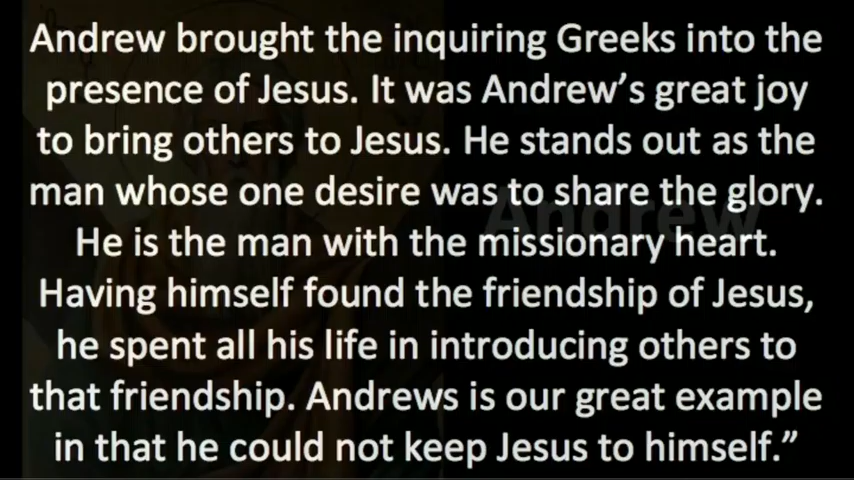 Andrew brought the inquiring Greeks into the
presence of Jesus. It was Andrew’s great joy
to bring others to Jesus. He stands out as the
man whose one desire was to share the glory.
He is the man with the missionary heart.
Having himself found the friendship of Jesus,
he spent all his life in introducing others to
that friendship. Andrews is our great example
in that he could not keep Jesus to himself.”
Andrew